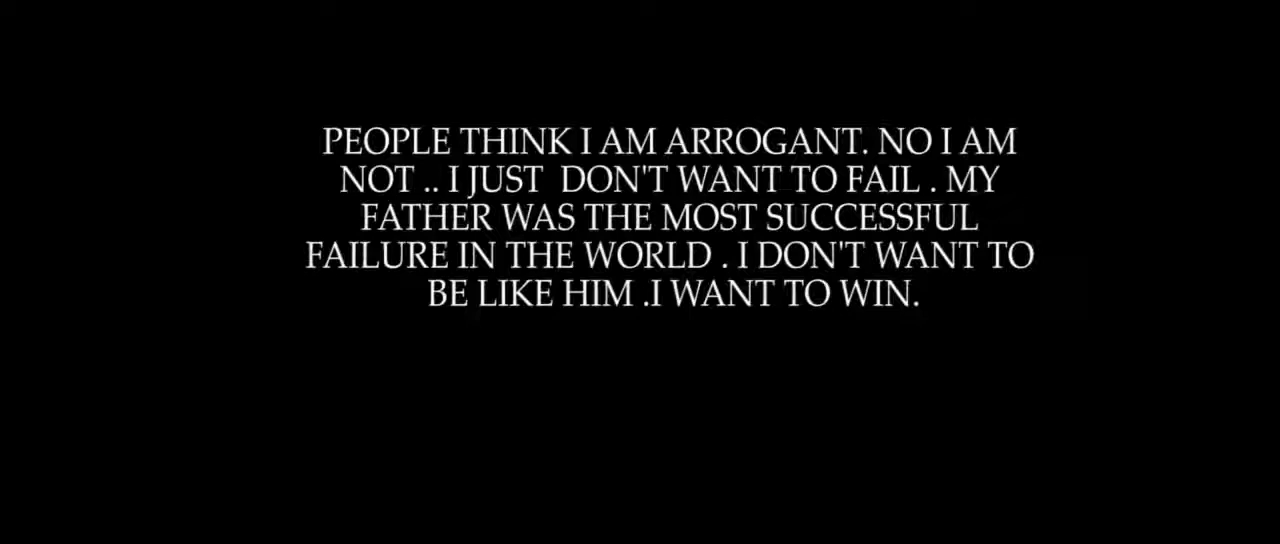 PEOPLE THINK I AM ARROGANT. NO I AM
NOT .. I JUST  DON'T WANT TO FAIL . MY
FATHER WAS THE MOST SUCCESSFUL
FAILURE IN THE WORLD . I DON'T WANT TO
BE LIKE HIM .I WANT TO WIN.